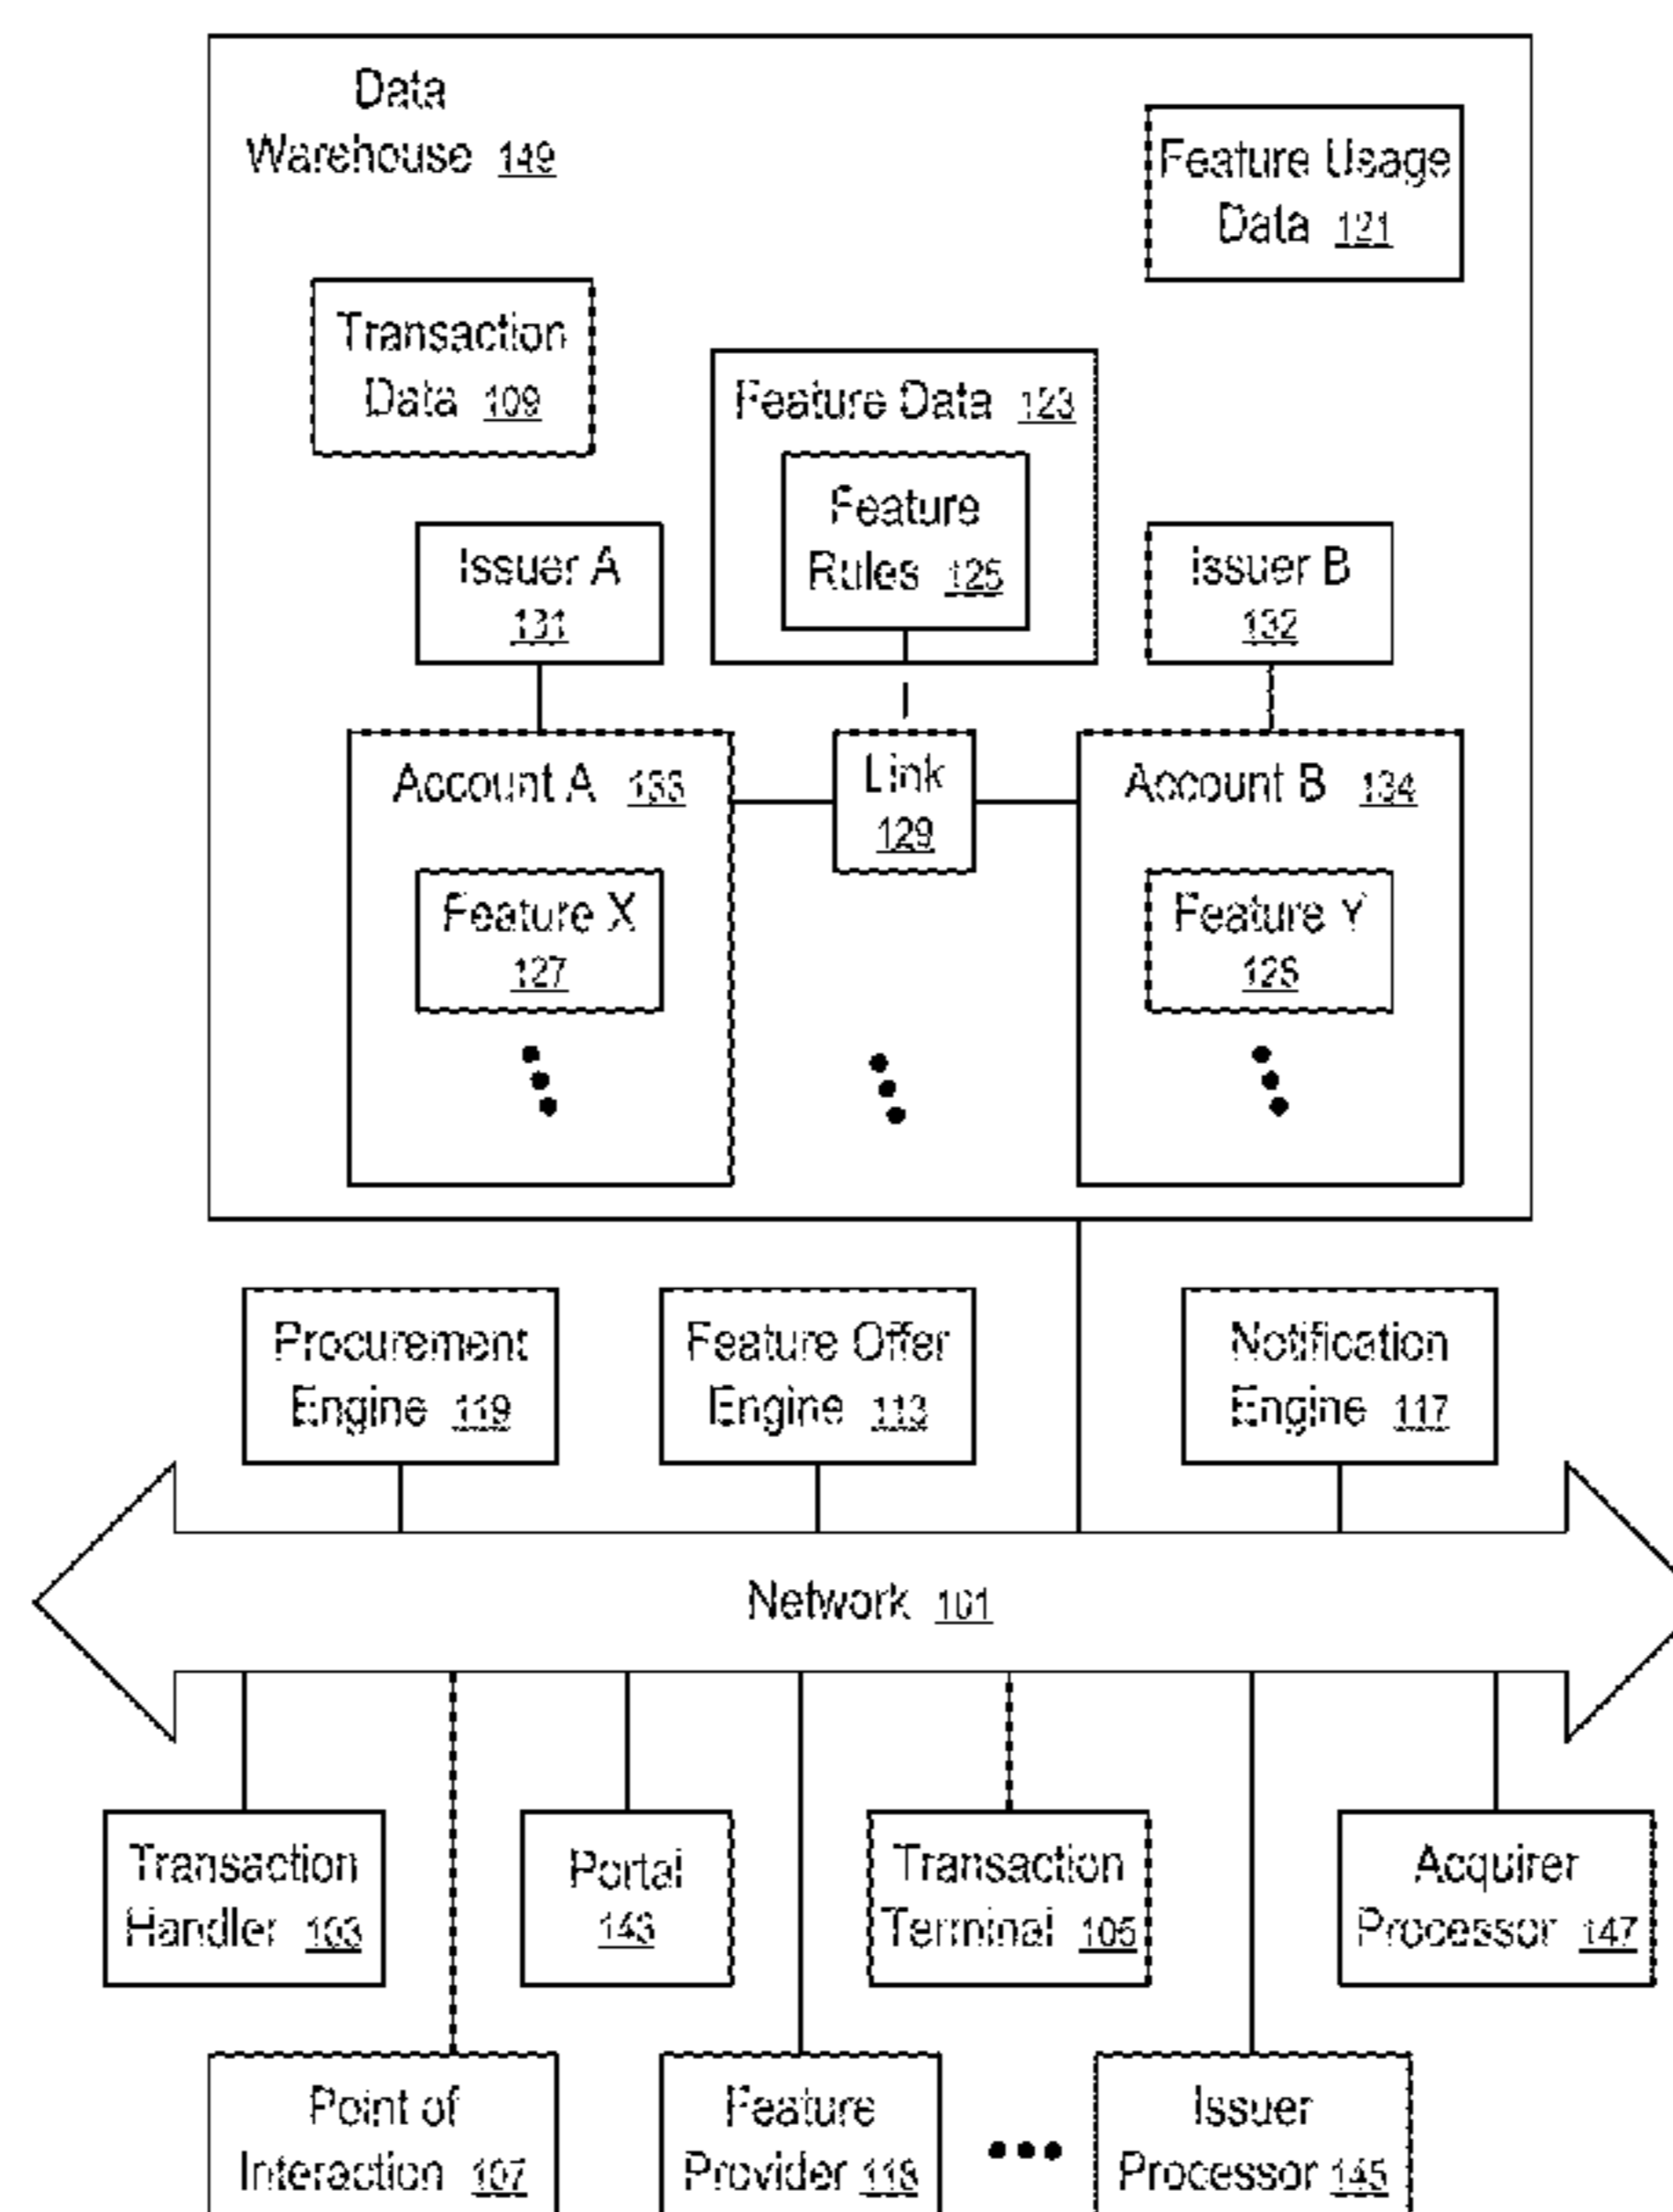 Data
Warehouse 149
Feature Usage
Data 121
Transaction
Data 109
Feature Data 123
Feature
Rules 125
Issuer A
131
Issuer B
132
Account A 133
Link
129
Account B 134
Feature X
127
Feature Y
128
Procurement
Engine 119
Feature Offer
Engine 113
Notification
Engine 117
Network 101
Transaction
Handler 103
Portal
143
Transaction
Terminal 105
Acquirer
Processor 147
Point of
Interaction 107
Feature
Provider 118
Issuer
Processor 145